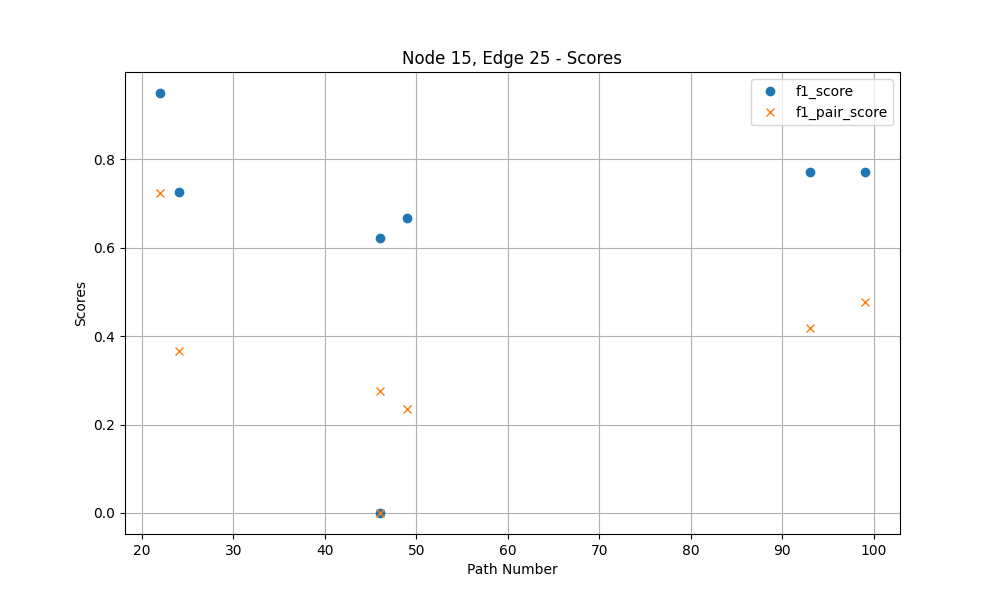 Node 15, Edge 25 - Scores
f1_score
f1_pair_score
Scores
0.8
0.6
0.4
0.2
0.0
20 30 40 50 60 70 80 90 100
Path Number